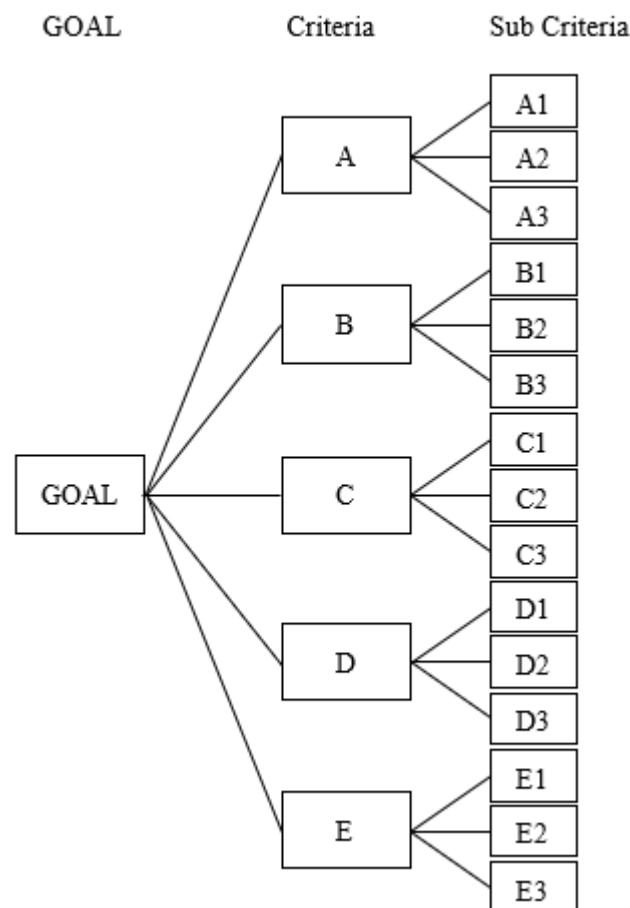 GOAL Criteria Sub Criteria
A1
A
A2
A3
B1
B
B2
B3
C1
GOAL
C
C2
C3
D1
D
D2
D3
E1
E
E2
E3